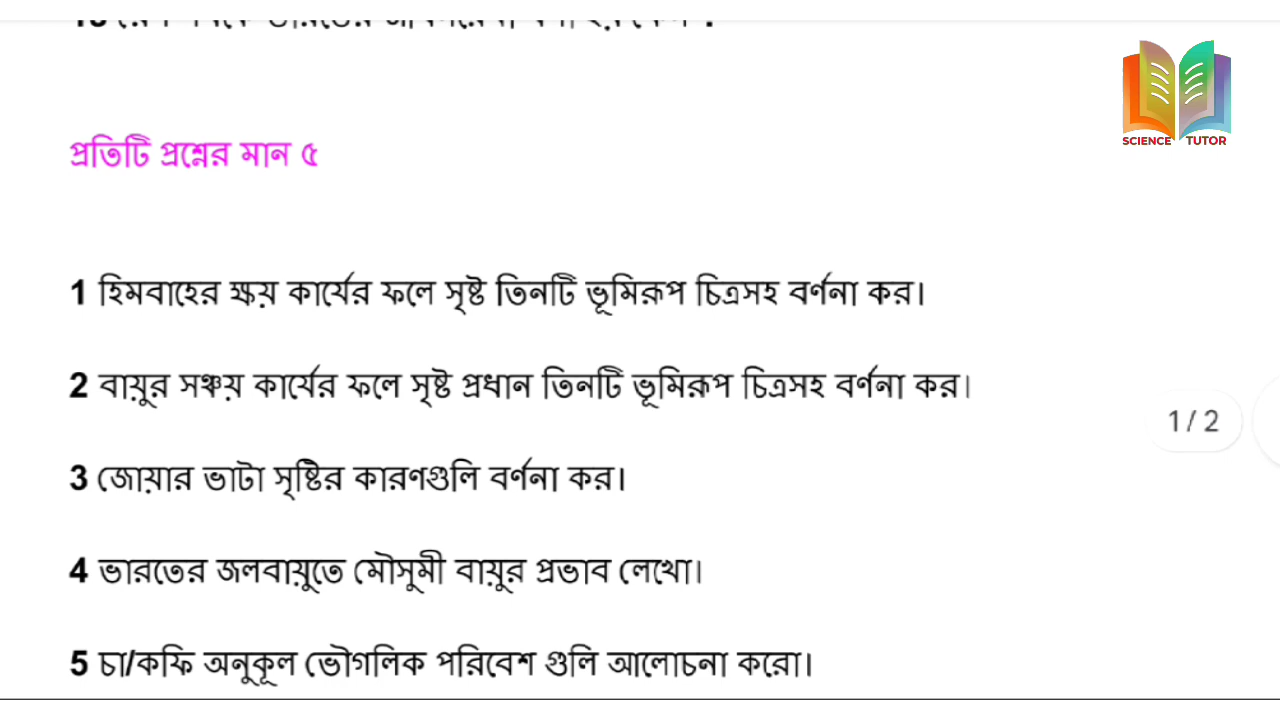 প্রতিটি প্রশ্নের মান ৫
SCIENCE TUTOR
1 হিমবাহের ক্ষয় কার্যের ফলে সৃষ্ট তিনটি ভূমিরূপ চিত্রসহ বর্ণনা কর।
2 বায়ুর সঞ্চয় কার্যের ফলে সৃষ্ট প্রধান তিনটি ভূমিরূপ চিত্রসহ বর্ণনা কর।
1 / 2
3 জোয়ার ভাটা সৃষ্টির কারণগুলি বর্ণনা কর।
4 ভারতের জলবায়ুতে মৌসুমী বায়ুর প্রভাব লেখো।
5 চা/কফি অনুকূল ভৌগলিক পরিবেশ গুলি আলোচনা করো।